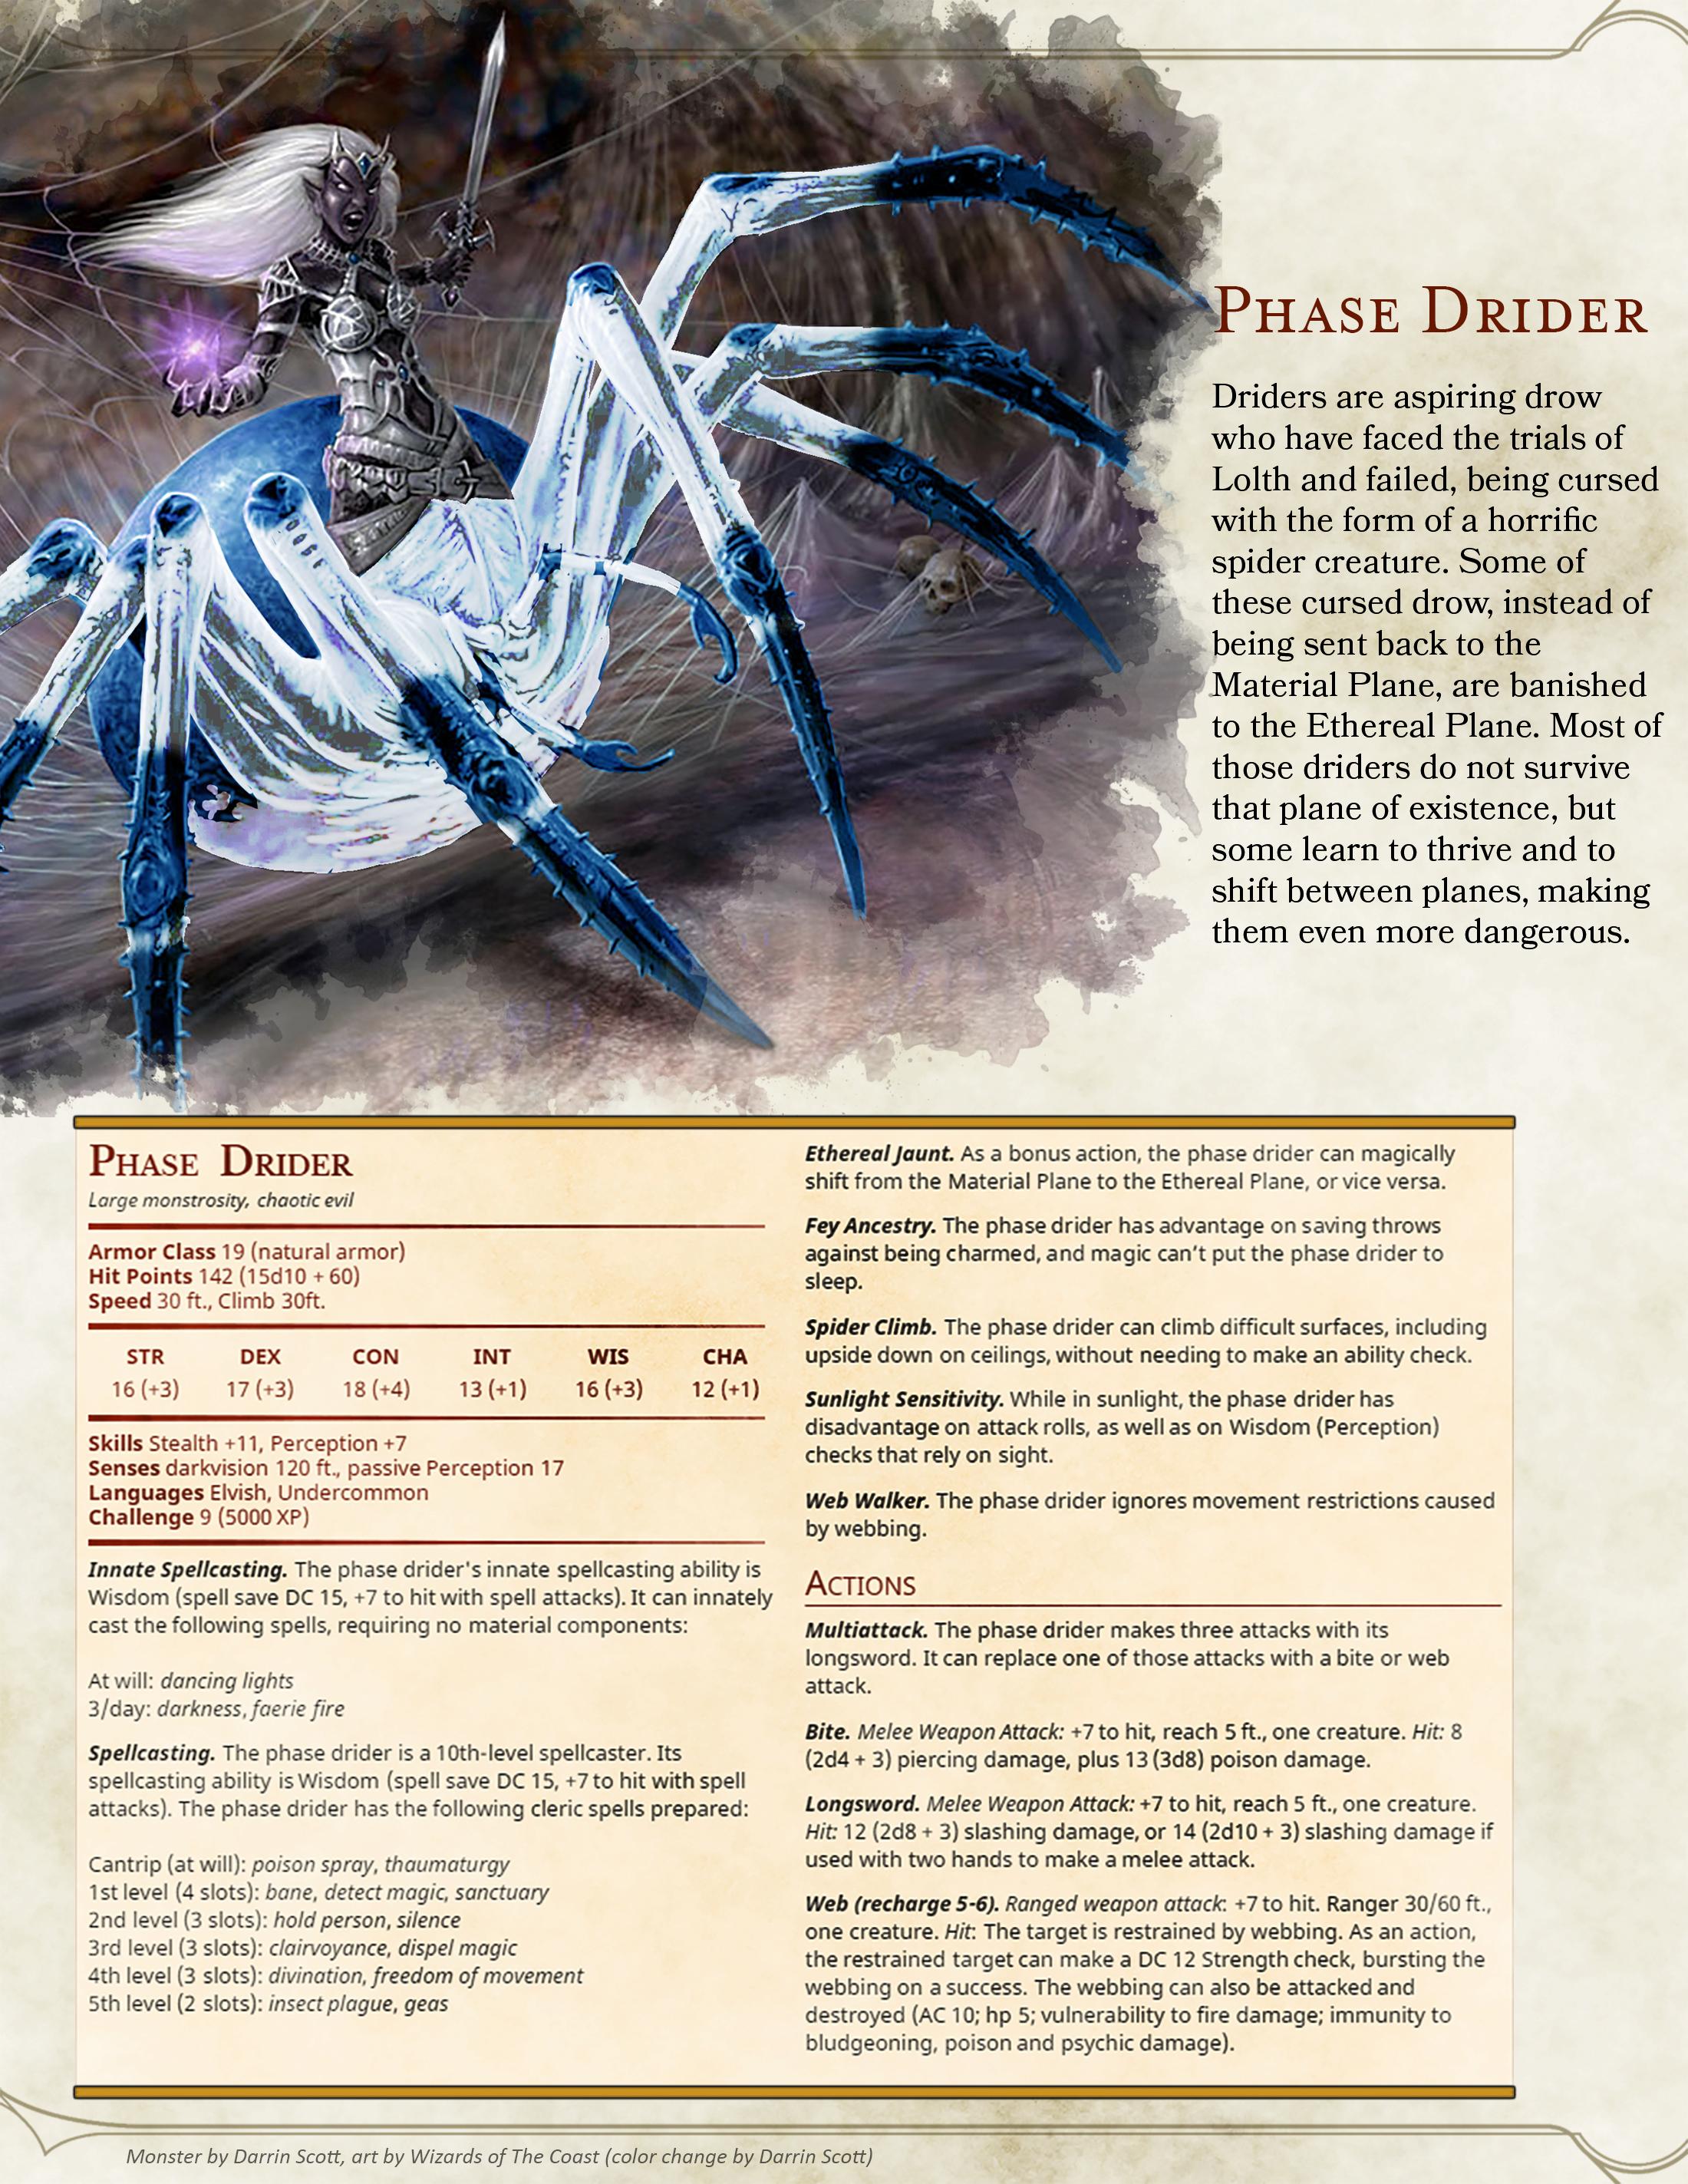 Phase Drider
Driders are aspiring drow
who have faced the trials of
Lolth and failed, being cursed
with the form of a horrific
spider creature. Some of
these cursed drow, instead of
being sent back to the
Material Plane, are banished
to the Ethereal Plane. Most of
those driders do not survive
that plane of existence, but
some learn to thrive and to
shift between planes, making
them even more dangerous.
Phase Drider
Large monstrosity, chaotic evil
Armor Class 19 (natural armor)
Hit Points 142 (15d10 + 60)
Speed 30 ft., Climb 30ft.
STR DEX CON INT WIS CHA
16 (+3) 17 (+3) 18 (+4) 13 (+1) 16 (+3) 12 (+1)
Skills Stealth +11, Perception +7
Senses darkvision 120 ft., passive Perception 17
Languages Elvish, Undercommon
Challenge 9 (5000 XP)
Innate Spellcasting. The phase drider's innate spellcasting ability is
Wisdom (spell save DC 15, +7 to hit with spell attacks). It can innately
cast the following spells, requiring no material components:
At will: dancing lights
3/day: darkness, faerie fire
Spellcasting. The phase drider is a 10th-level spellcaster. Its
spellcasting ability is Wisdom (spell save DC 15, +7 to hit with spell
attacks). The phase drider has the following cleric spells prepared:
Cantrip (at will): poison spray, thaumaturgy
1st level (4 slots): bane, detect magic, sanctuary
2nd level (3 slots): hold person, silence
3rd level (3 slots): clairvoyance, dispel magic
4th level (3 slots): divination, freedom of movement
5th level (2 slots): insect plague, geas
Ethereal Jaunt. As a bonus action, the phase drider can magically
shift from the Material Plane to the Ethereal Plane, or vice versa.
Fey Ancestry. The phase drider has advantage on saving throws
against being charmed, and magic can't put the phase drider to
sleep.
Spider Climb. The phase drider can climb difficult surfaces, including
upside down on ceilings, without needing to make an ability check.
Sunlight Sensitivity. While in sunlight, the phase drider has
disadvantage on attack rolls, as well as on Wisdom (Perception)
checks that rely on sight.
Web Walker. The phase drider ignores movement restrictions caused
by webbing.
Actions
Multiattack. The phase drider makes three attacks with its
longsword. It can replace one of those attacks with a bite or web
attack.
Bite. Melee Weapon Attack: +7 to hit, reach 5 ft., one creature. Hit: 8
(2d4 + 3) piercing damage, plus 13 (3d8) poison damage.
Longsword. Melee Weapon Attack: +7 to hit, reach 5 ft., one creature.
Hit: 12 (2d8 + 3) slashing damage, or 14 (2d10 + 3) slashing damage if
used with two hands to make a melee attack.
Web (recharge 5-6). Ranged weapon attack: +7 to hit. Ranger 30/60 ft.,
one creature. Hit: The target is restrained by webbing. As an action,
the restrained target can make a DC 12 Strength check, bursting the
webbing on a success. The webbing can also be attacked and
destroyed (AC 10; hp 5; vulnerability to fire damage; immunity to
bludgeoning, poison and psychic damage).
Monster by Darrin Scott, art by Wizards of The Coast (color change by Darrin Scott)